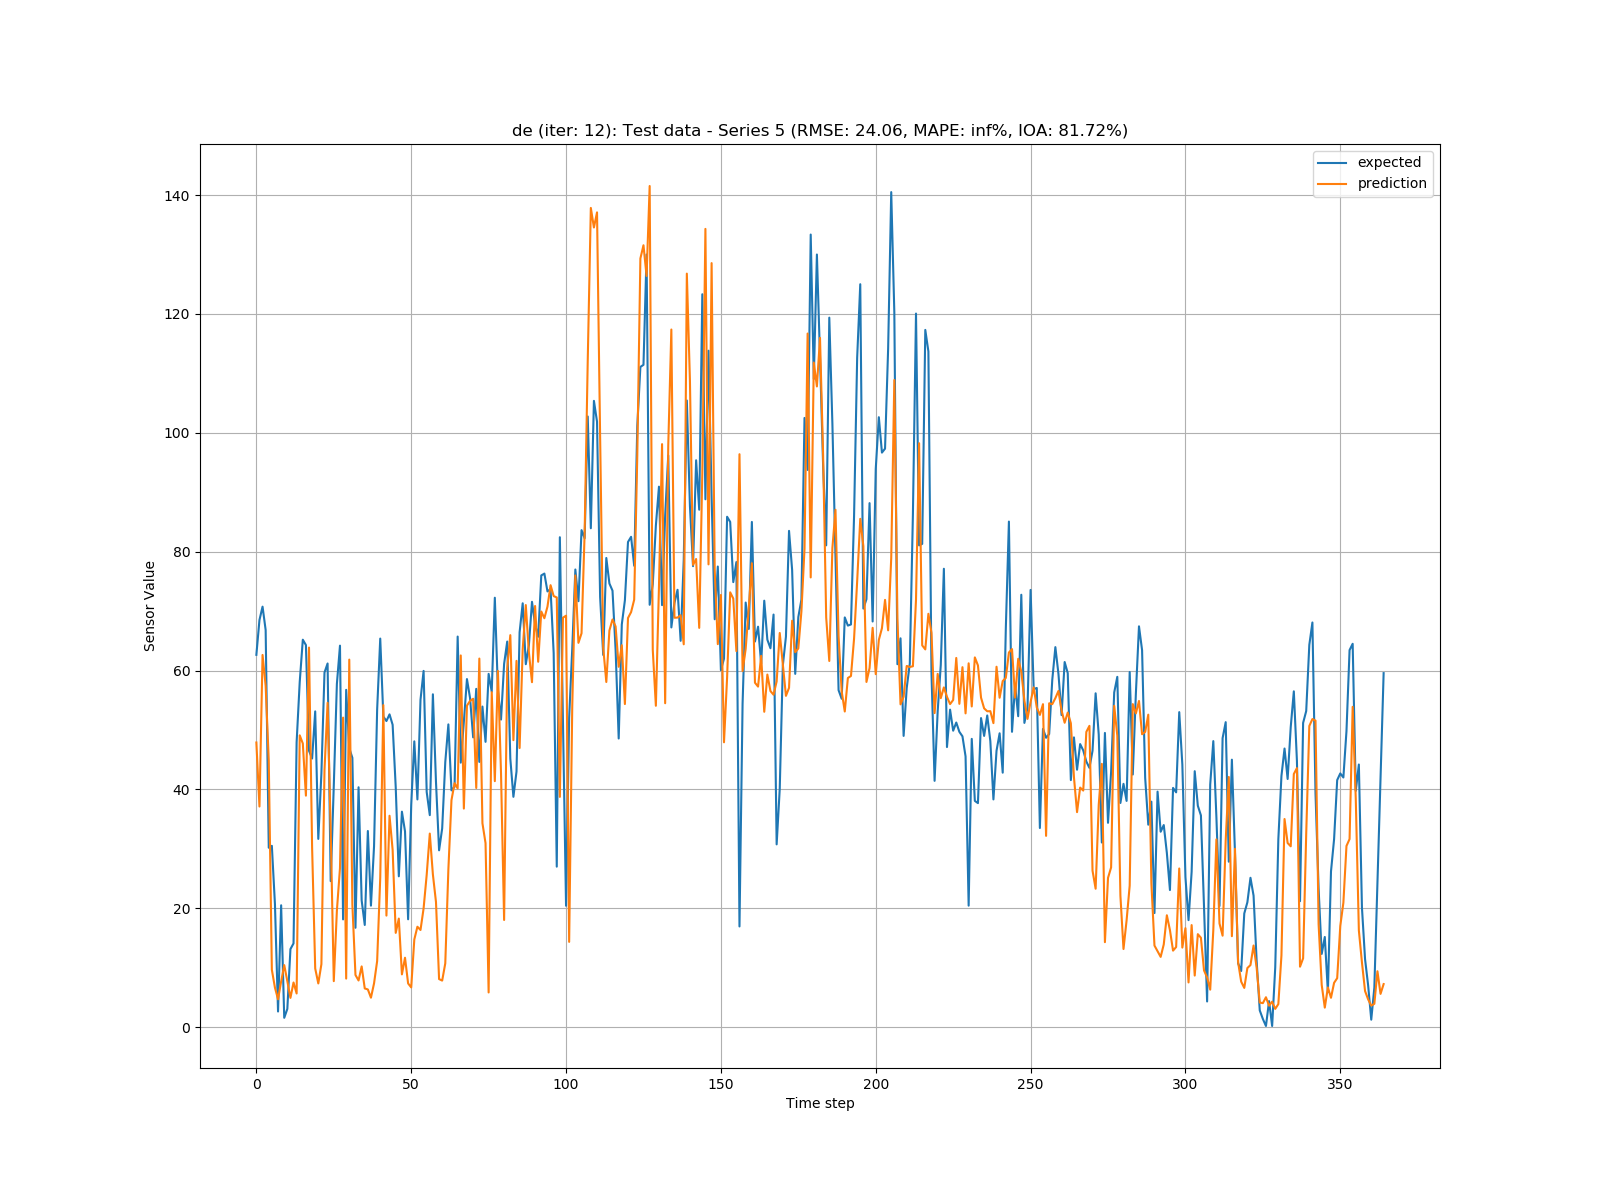 de (iter: 12): Test data - Series 5 (RMSE: 24.06, MAPE: inf%, IOA: 81.72%)
expected
prediction
140
120
100
80
60
40
20
0
Sensor Value
0 50 100 150 200 250 300 350
Time step